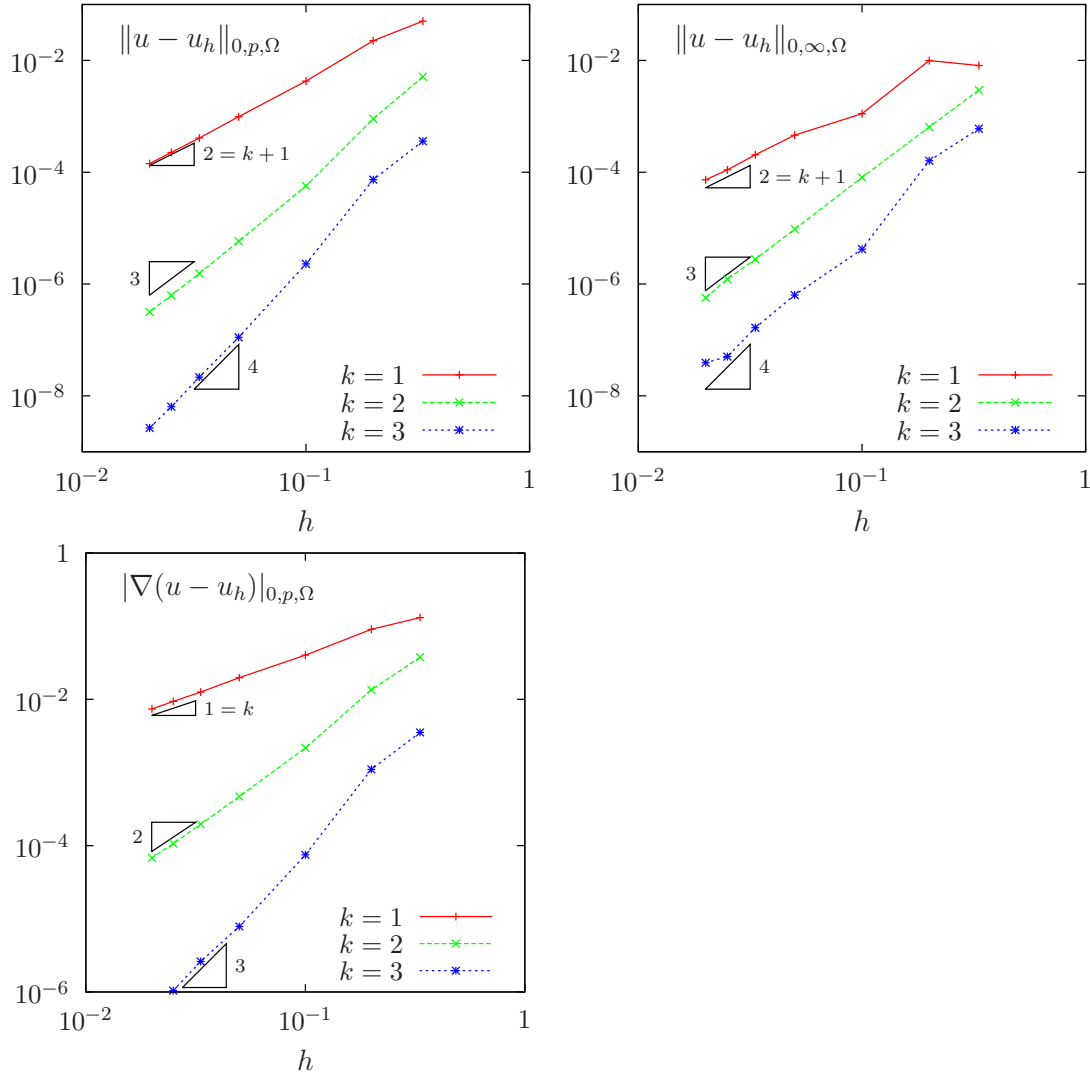 ‖u − u_h‖_{0,p,Ω}
10^{−2}
2 = k + 1
10^{−4}
3
10^{−6}
4
10^{−8}
k = 1
k = 2
k = 3
10^{−2}
10^{−1}
1
h
‖u − u_h‖_{0,∞,Ω}
10^{−2}
2 = k + 1
10^{−4}
3
10^{−6}
4
10^{−8}
k = 1
k = 2
k = 3
10^{−2}
10^{−1}
1
h
1
|∇(u − u_h)|_{0,p,Ω}
10^{−2}
1 = k
2
10^{−4}
k = 1
k = 2
k = 3
3
10^{−6}
10^{−2}
10^{−1}
1
h